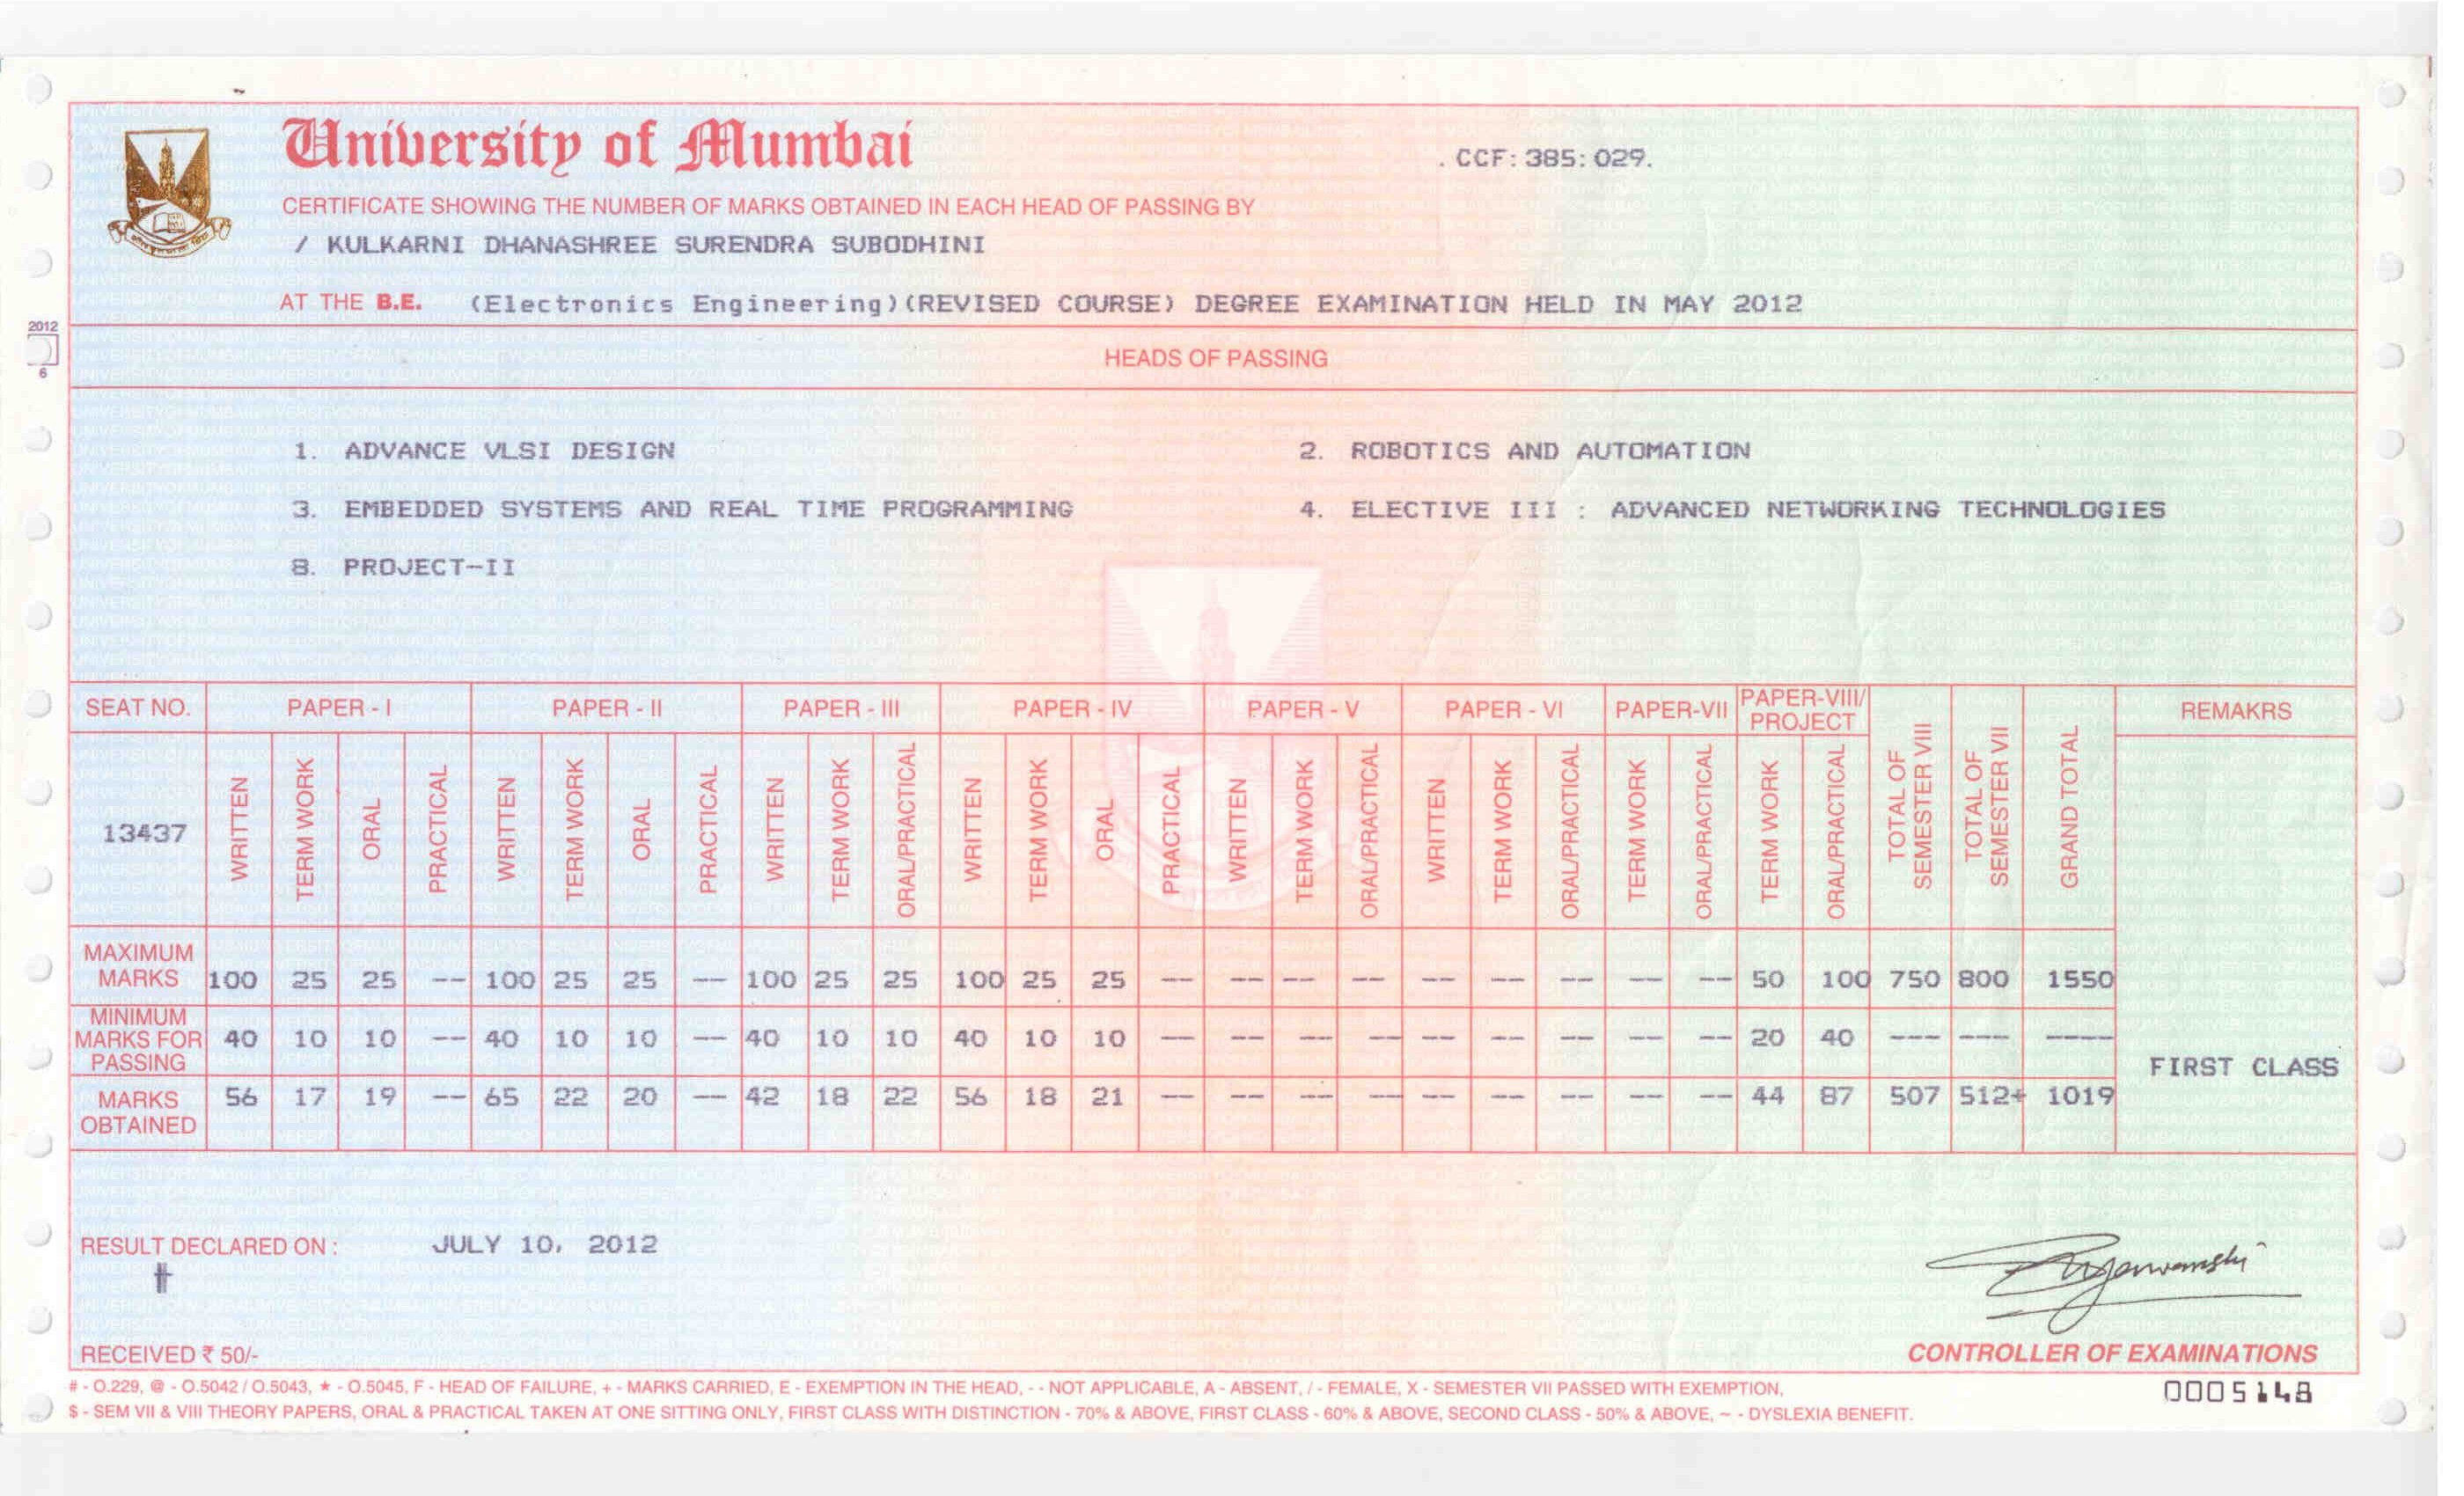 University of Mumbai
. CCF: 385: 029.
CERTIFICATE SHOWING THE NUMBER OF MARKS OBTAINED IN EACH HEAD OF PASSING BY
/ KULKARNI DHANASHREE SURENDRA SUBODHINI
AT THE B.E. (Electronics Engineering)(REVISED COURSE) DEGREE EXAMINATION HELD IN MAY 2012
2012
6
HEADS OF PASSING
1. ADVANCE VLSI DESIGN 2. ROBOTICS AND AUTOMATION
3. EMBEDDED SYSTEMS AND REAL TIME PROGRAMMING 4. ELECTIVE III : ADVANCED NETWORKING TECHNOLOGIES
8. PROJECT-II
SEAT NO. PAPER - I PAPER - II PAPER - III PAPER - IV PAPER - V PAPER - VI PAPER-VII PAPER-VIII/ PROJECT TOTAL OF SEMESTER VIII TOTAL OF SEMESTER VII GRAND TOTAL REMAKRS
13437 WRITTEN TERM WORK ORAL PRACTICAL WRITTEN TERM WORK ORAL PRACTICAL WRITTEN TERM WORK ORAL/PRACTICAL WRITTEN TERM WORK ORAL PRACTICAL WRITTEN TERM WORK ORAL/PRACTICAL WRITTEN TERM WORK ORAL/PRACTICAL TERM WORK ORAL/PRACTICAL TERM WORK ORAL/PRACTICAL
MAXIMUM MARKS 100 25 25 -- 100 25 25 -- 100 25 25 100 25 25 -- -- -- -- -- -- -- -- -- 50 100 750 800 1550
MINIMUM MARKS FOR PASSING 40 10 10 -- 40 10 10 -- 40 10 10 40 10 10 -- -- -- -- -- -- -- -- -- 20 40 --- --- ----
MARKS OBTAINED 56 17 19 -- 65 22 20 -- 42 18 22 56 18 21 -- -- -- -- -- -- -- -- -- 44 87 507 512+ 1019 FIRST CLASS
RESULT DECLARED ON : JULY 10, 2012
RECEIVED ₹ 50/-
CONTROLLER OF EXAMINATIONS
# - O.229, @ - O.5042 / O.5043, ★ - O.5045, F - HEAD OF FAILURE, + - MARKS CARRIED, E - EXEMPTION IN THE HEAD, - - NOT APPLICABLE, A - ABSENT, / - FEMALE, X - SEMESTER VII PASSED WITH EXEMPTION,
$ - SEM VII & VIII THEORY PAPERS, ORAL & PRACTICAL TAKEN AT ONE SITTING ONLY, FIRST CLASS WITH DISTINCTION - 70% & ABOVE, FIRST CLASS - 60% & ABOVE, SECOND CLASS - 50% & ABOVE, ~ - DYSLEXIA BENEFIT.
0005148